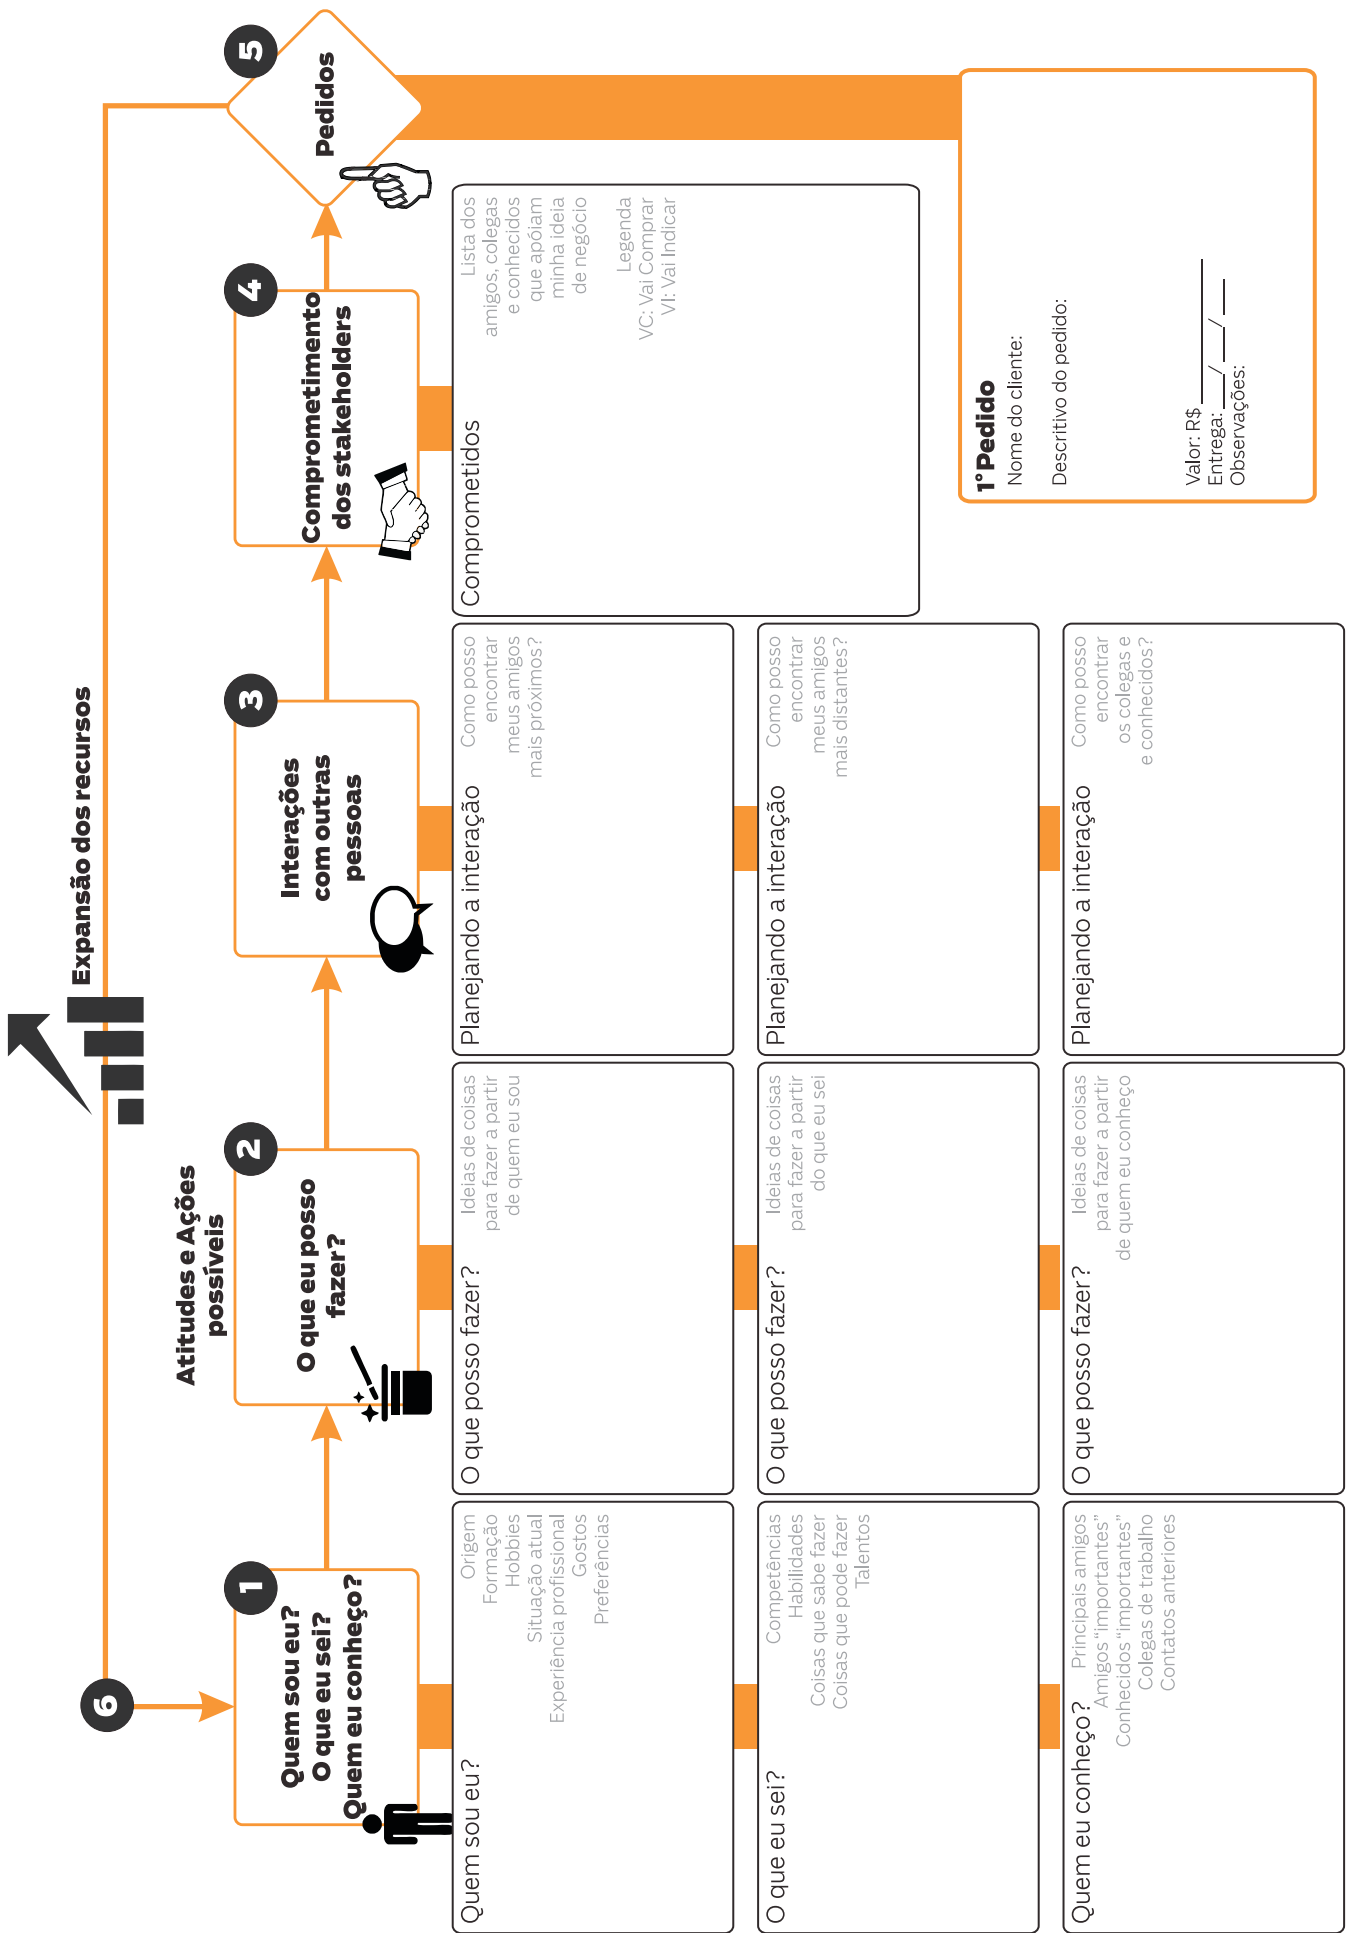 Expansão dos recursos
6
Atitudes e Ações
possíveis
1
Quem sou eu?
O que eu sei?
Quem eu conheço?
2
O que eu posso
fazer?
3
Interações
com outras
pessoas
4
Comprometimento
dos stakeholders
5
Pedidos
Quem sou eu?
Origem
Formação
Hobbies
Situação atual
Experiência profissional
Gostos
Preferências
O que posso fazer?
Ideias de coisas
para fazer a partir
de quem eu sou
Planejando a interação
Como posso
encontrar
meus amigos
mais próximos?
Comprometidos
Lista dos
amigos, colegas
e conhecidos
que apóiam
minha ideia
de negócio
Legenda
VC: Vai Comprar
VI: Vai Indicar
O que eu sei?
Competências
Habilidades
Coisas que sabe fazer
Coisas que pode fazer
Talentos
O que posso fazer?
Ideias de coisas
para fazer a partir
do que eu sei
Planejando a interação
Como posso
encontrar
meus amigos
mais distantes?
Quem eu conheço?
Principais amigos
Amigos “importantes”
Conhecidos “importantes”
Colegas de trabalho
Contatos anteriores
O que posso fazer?
Ideias de coisas
para fazer a partir
de quem eu conheço
Planejando a interação
Como posso
encontrar
os colegas e
e conhecidos?
1° Pedido
Nome do cliente:
Descritivo do pedido:
Valor: R$ ___________
Entrega: ___/___/___
Observações: